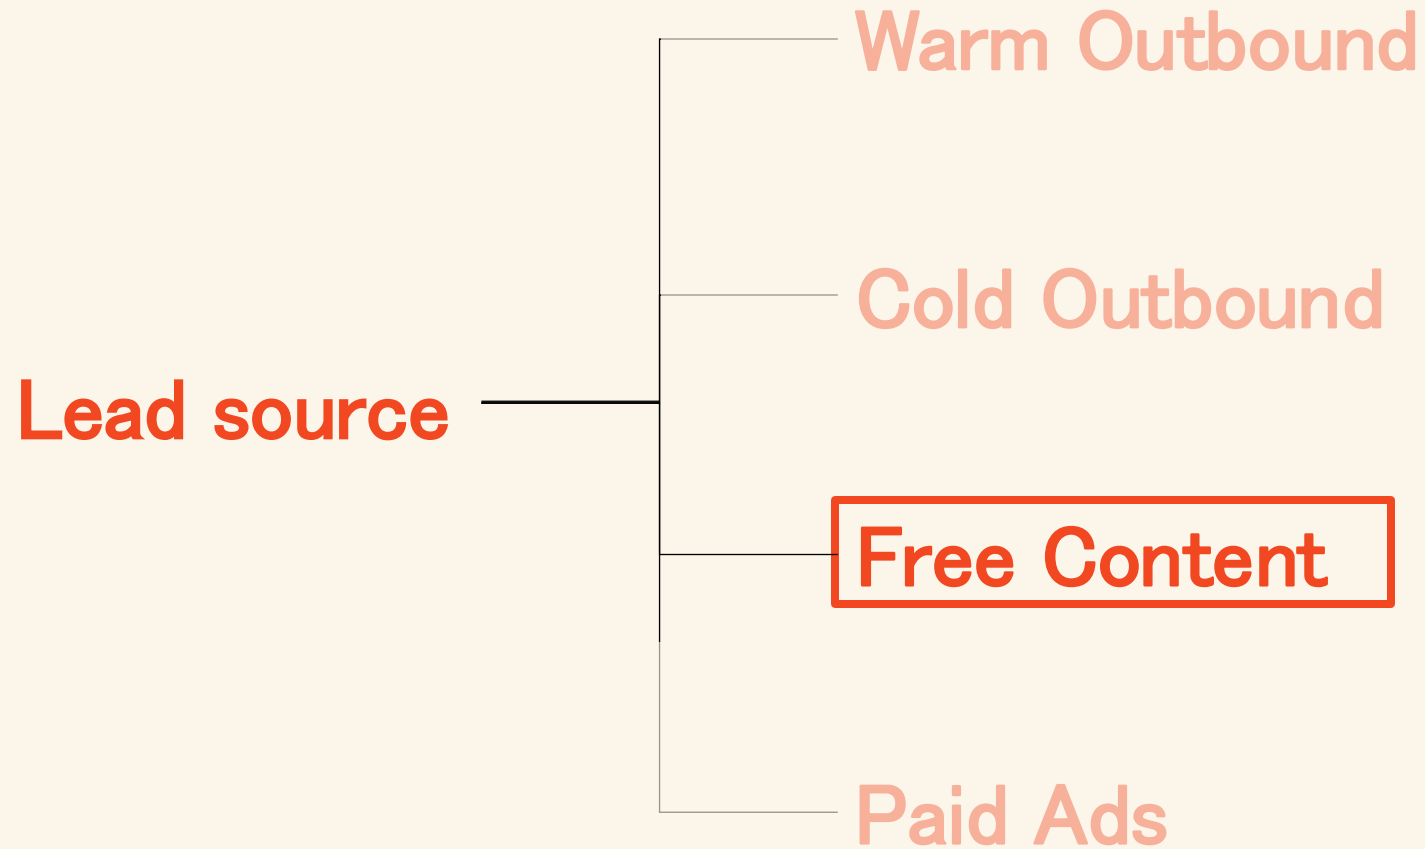 Warm Outbound
Cold Outbound
Lead source
Free Content
Paid Ads